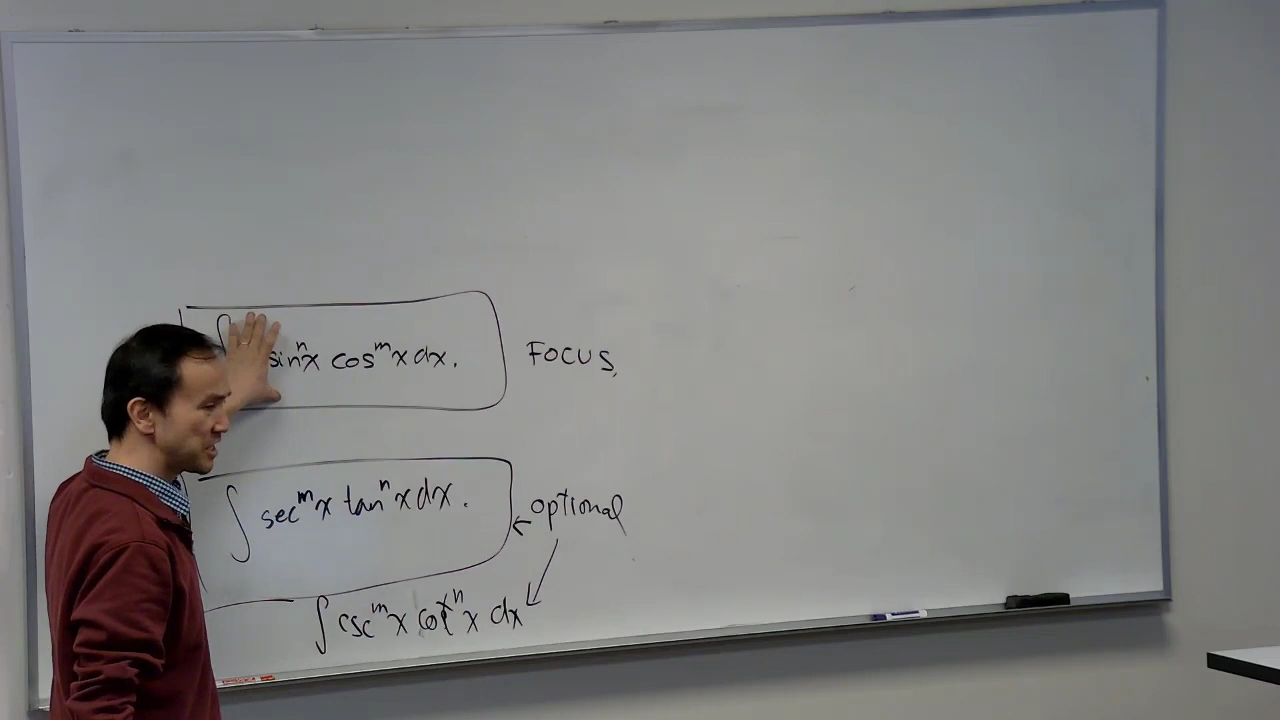 ∫ sinⁿx cosᵐx dx. FOCUS,
∫ secᵐx tanⁿx dx. ← optional
∫ cscᵐx cotⁿx dx